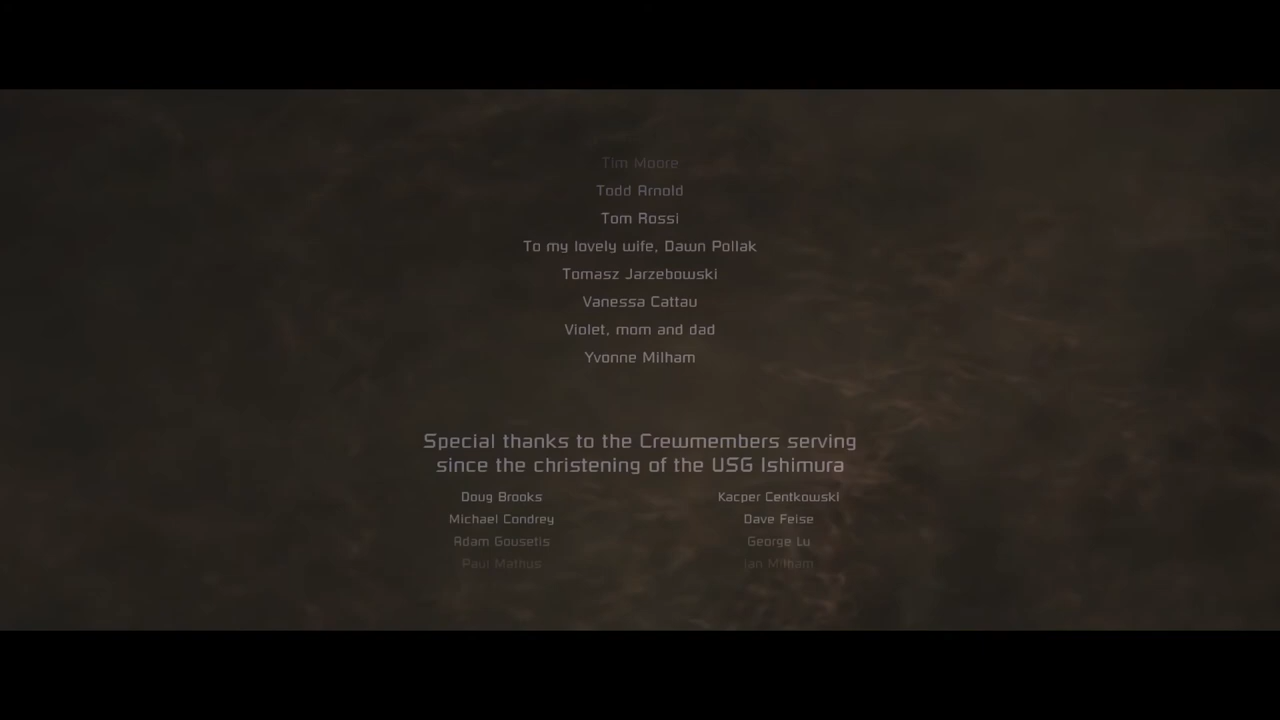 Tim Moore
Todd Arnold
Tom Rossi
To my lovely wife, Dawn Pollak
Tomasz Jarzebowski
Vanessa Cattau
Violet, mom and dad
Yvonne Milham
Special thanks to the Crewmembers serving
since the christening of the USG Ishimura
Doug Brooks Kacper Centkowski
Michael Condrey Dave Feise
Adam Gousetis George Lu
Paul Mathus Ian Milham